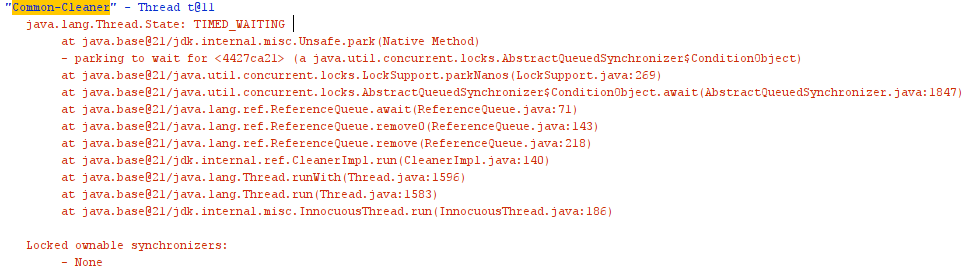 "Common-Cleaner" - Thread t@11
java.lang.Thread.State: TIMED_WAITING
at java.base@21/jdk.internal.misc.Unsafe.park(Native Method)
- parking to wait for <4427ca21> (a java.util.concurrent.locks.AbstractQueuedSynchronizer$ConditionObject)
at java.base@21/java.util.concurrent.locks.LockSupport.parkNanos(LockSupport.java:269)
at java.base@21/java.util.concurrent.locks.AbstractQueuedSynchronizer$ConditionObject.await(AbstractQueuedSynchronizer.java:1847)
at java.base@21/java.lang.ref.ReferenceQueue.await(ReferenceQueue.java:71)
at java.base@21/java.lang.ref.ReferenceQueue.remove0(ReferenceQueue.java:143)
at java.base@21/java.lang.ref.ReferenceQueue.remove(ReferenceQueue.java:218)
at java.base@21/jdk.internal.ref.CleanerImpl.run(CleanerImpl.java:140)
at java.base@21/java.lang.Thread.runWith(Thread.java:1596)
at java.base@21/java.lang.Thread.run(Thread.java:1583)
at java.base@21/jdk.internal.misc.InnocuousThread.run(InnocuousThread.java:186)
Locked ownable synchronizers:
- None